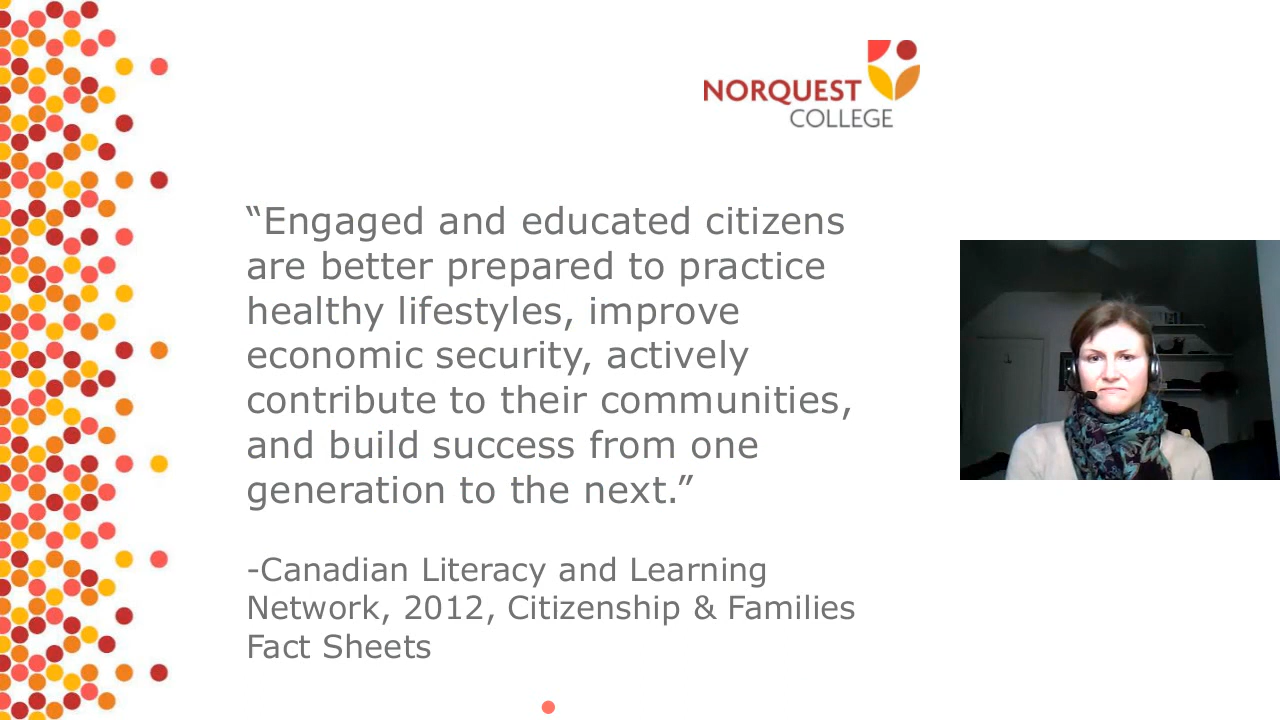 NORQUEST
COLLEGE
“Engaged and educated citizens
are better prepared to practice
healthy lifestyles, improve
economic security, actively
contribute to their communities,
and build success from one
generation to the next.”
-Canadian Literacy and Learning
Network, 2012, Citizenship & Families
Fact Sheets